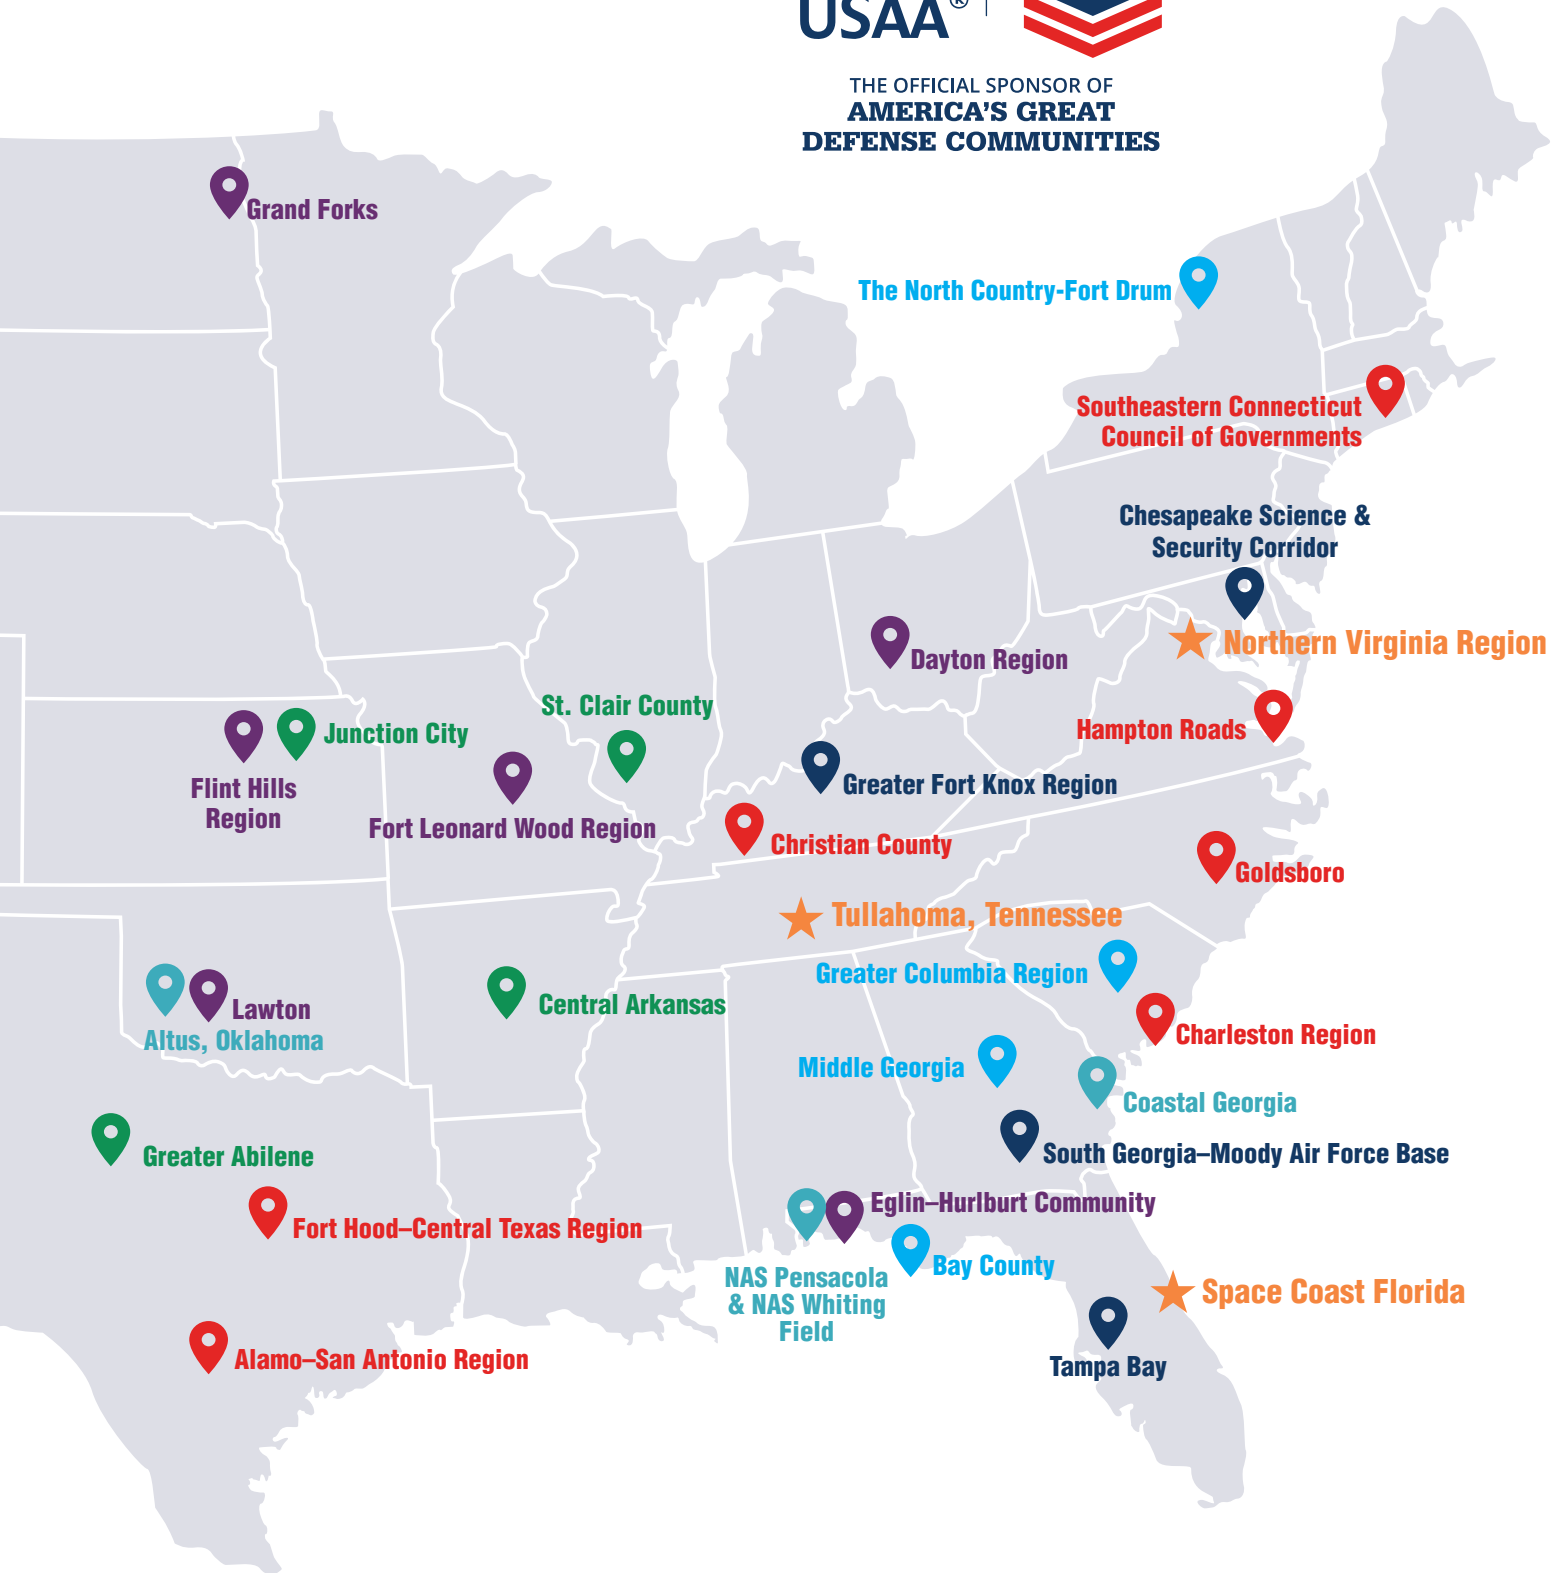 USAA®
THE OFFICIAL SPONSOR OF
AMERICA'S GREAT
DEFENSE COMMUNITIES
Grand Forks
The North Country-Fort Drum
Southeastern Connecticut
Council of Governments
Chesapeake Science &
Security Corridor
Northern Virginia Region
Dayton Region
St. Clair County
Hampton Roads
Junction City
Flint Hills
Region
Greater Fort Knox Region
Fort Leonard Wood Region
Christian County
Goldsboro
Tullahoma, Tennessee
Greater Columbia Region
Lawton
Central Arkansas
Altus, Oklahoma
Charleston Region
Middle Georgia
Coastal Georgia
Greater Abilene
South Georgia–Moody Air Force Base
Eglin–Hurlburt Community
Fort Hood–Central Texas Region
Bay County
NAS Pensacola
& NAS Whiting
Field
Space Coast Florida
Alamo–San Antonio Region
Tampa Bay